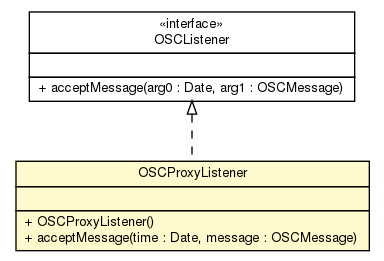 «interface»
OSCListener
+ acceptMessage(arg0 : Date, arg1 : OSCMessage)
OSCProxyListener
+ OSCProxyListener()
+ acceptMessage(time : Date, message : OSCMessage)